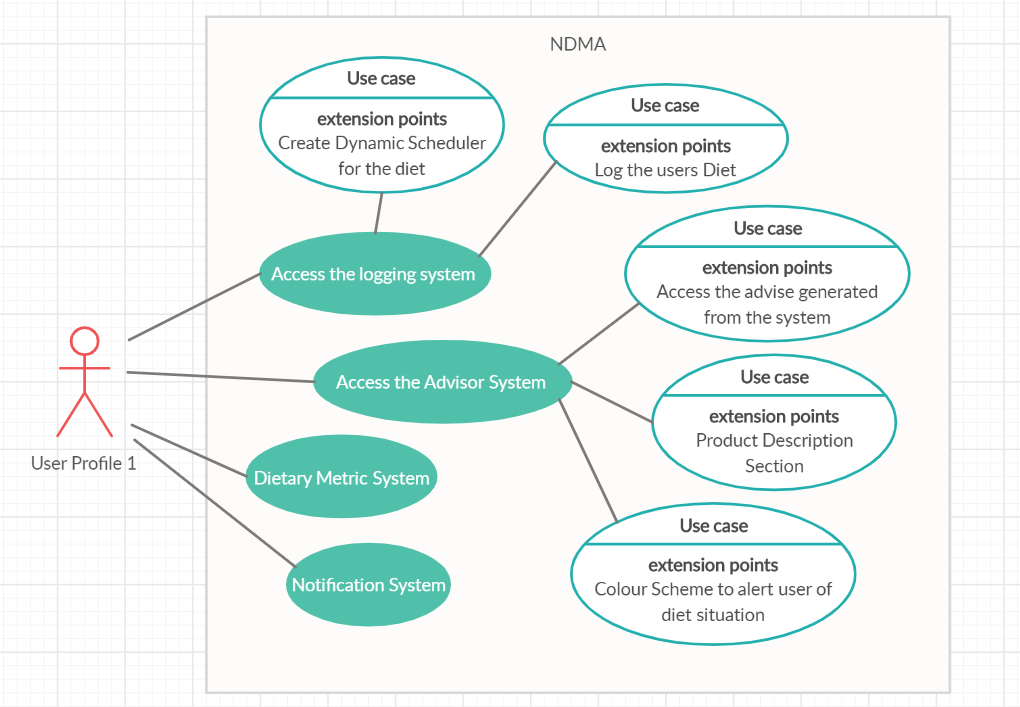 NDMA
Use case
extension points
Create Dynamic Scheduler
for the diet
Use case
extension points
Log the users Diet
Access the logging system
Use case
extension points
Access the advise generated
from the system
Access the Advisor System
Use case
extension points
Product Description
Section
User Profile 1
Dietary Metric System
Use case
extension points
Colour Scheme to alert user of
diet situation
Notification System